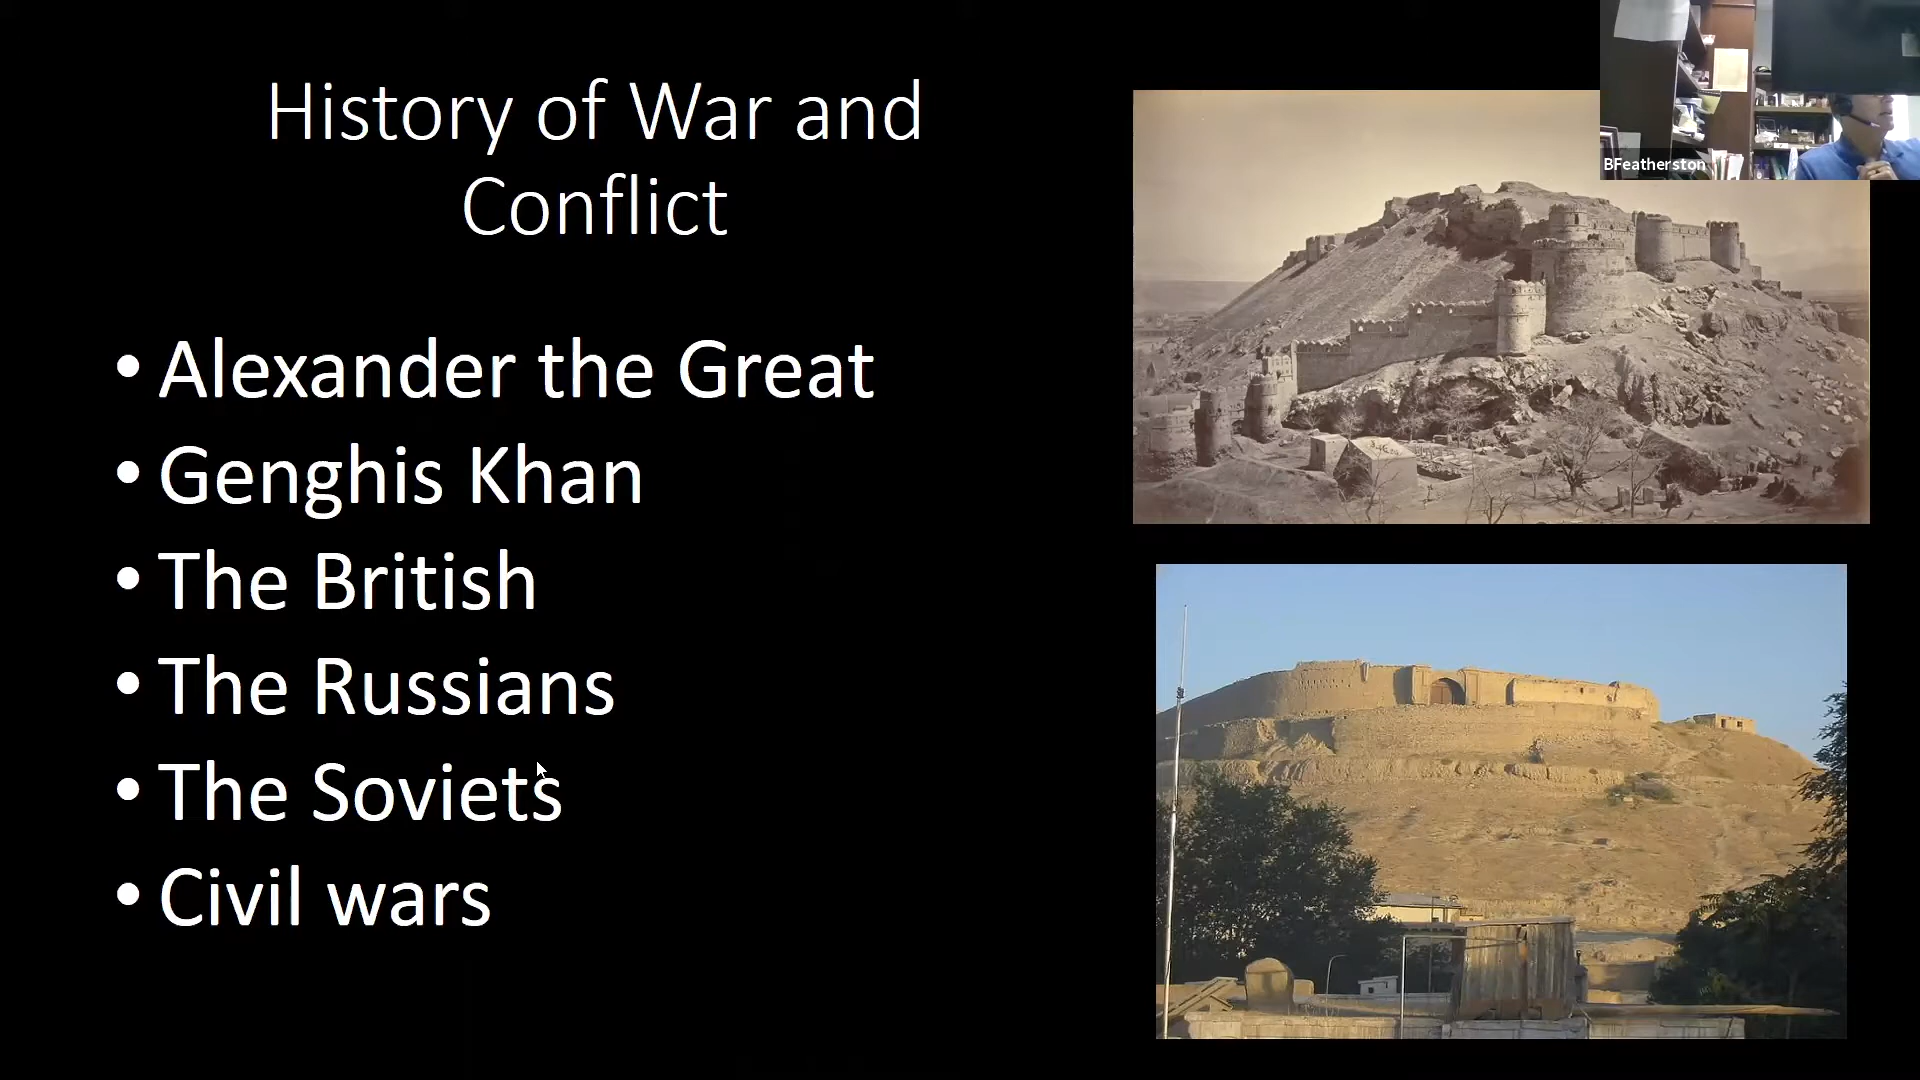 History of War and
Conflict
• Alexander the Great
• Genghis Khan
• The British
• The Russians
• The Soviets
• Civil wars
BFeatherston